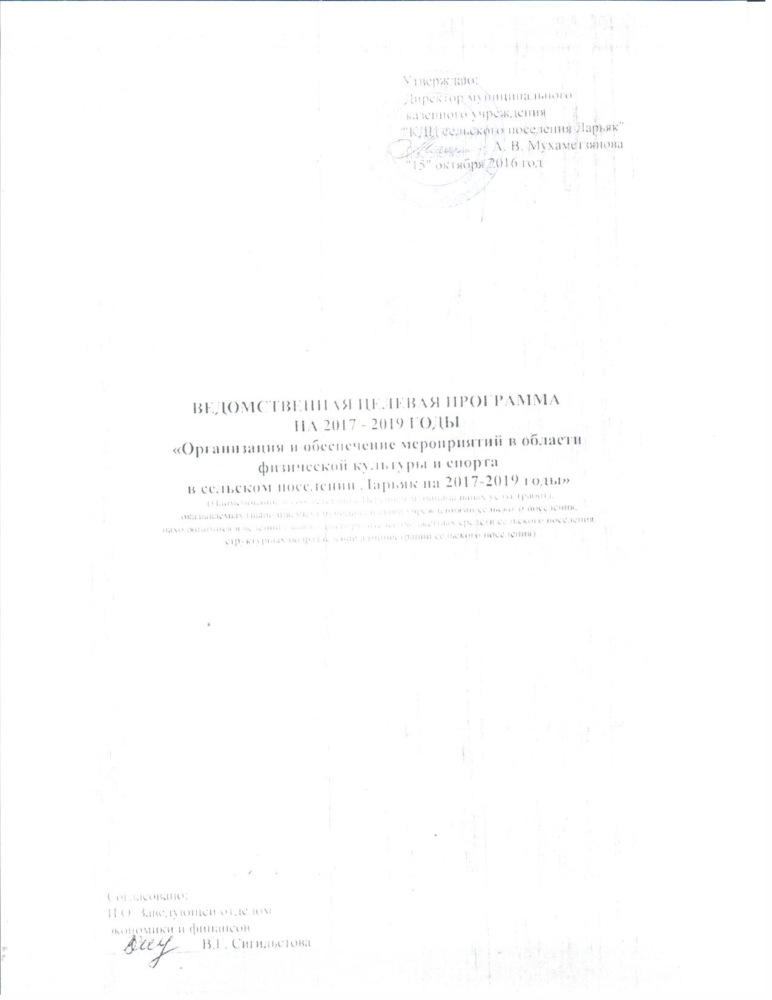 Утверждаю:
Директор муниципального
казенного учреждения
"КДЦ сельского поселения Ларьяк"
А. В. Мухаметзянова
"15" октября 2016 год
ВЕДОМСТВЕННАЯ ЦЕЛЕВАЯ ПРОГРАММА
НА 2017 - 2019 ГОДЫ
«Организация и обеспечение мероприятий в области
физической культуры и спорта
в сельском поселении Ларьяк на 2017-2019 годы»
(Наименование в соответствии с Перечнем муниципальных услуг (работ),
оказываемых (выполняемых) муниципальными учреждениями сельского поселения,
находящимися в ведении главных распорядителей бюджетных средств сельского поселения,
структурных подразделений администрации сельского поселения)
Согласовано:
И.О. Заведующей отделом
экономики и финансов
В.Г. Сигильетова